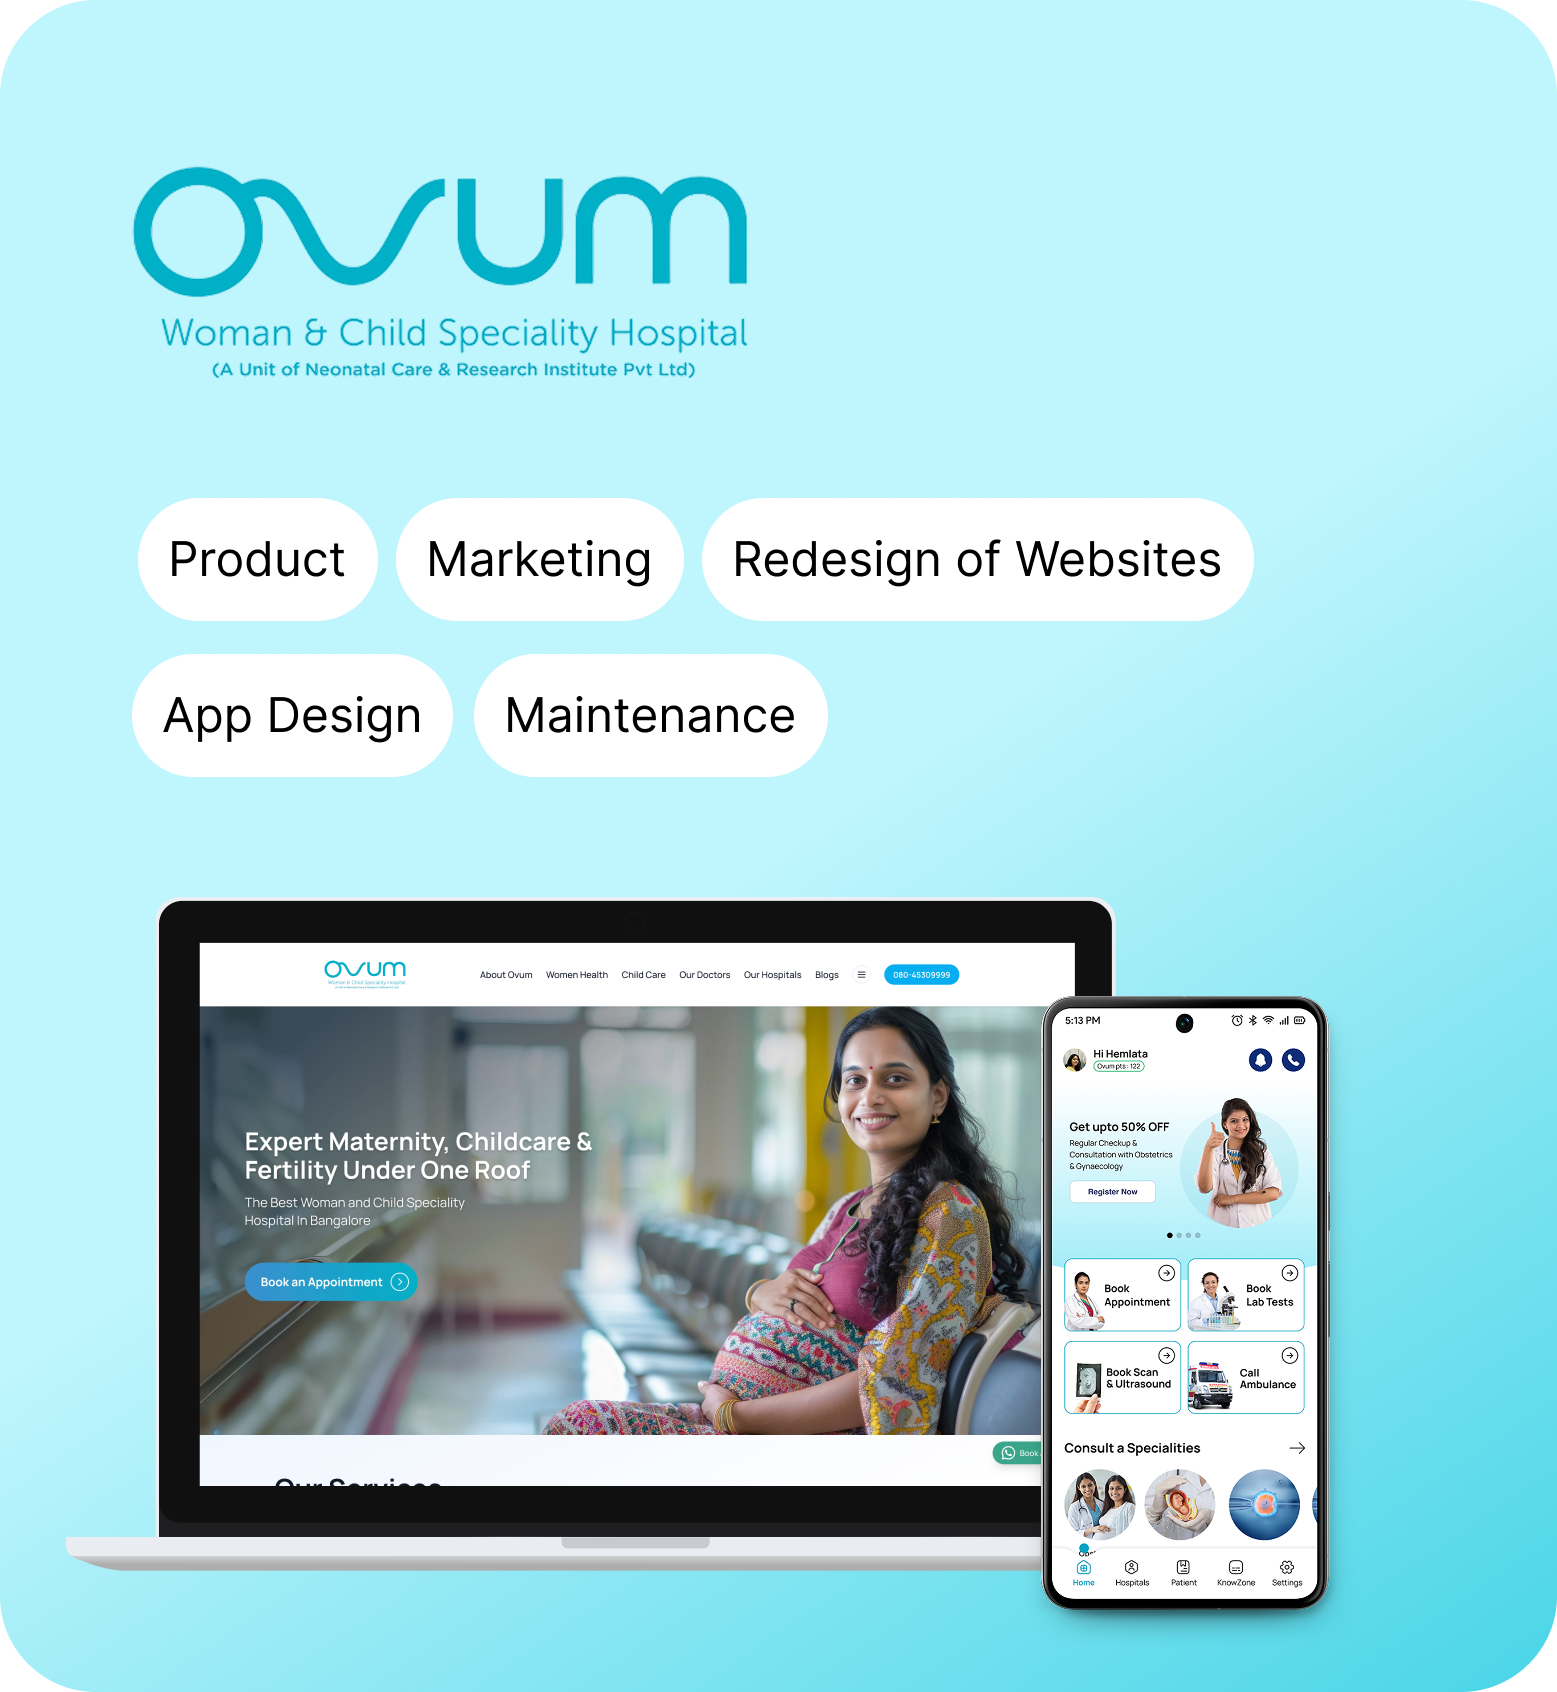 ovum
Woman & Child Speciality Hospital
(A Unit of Neonatal Care & Research Institute Pvt Ltd)
Product
Marketing
Redesign of Websites
App Design
Maintenance
ovum
Woman & Child Speciality Hospital
About Ovum
Women Health
Child Care
Our Doctors
Our Hospitals
Blogs
080-45309999
Expert Maternity, Childcare &
Fertility Under One Roof
The Best Woman and Child Speciality
Hospital In Bangalore
Book an Appointment
Our Services
Book
5:13 PM
Hi Hemlata
Ovum pts : 122
Get upto 50% OFF
Regular Checkup &
Consultation with Obstetrics
& Gynaecology
Register Now
Book
Appointment
Book
Lab Tests
Book Scan
& Ultrasound
Call
Ambulance
Consult a Specialities
Home
Hospitals
Patient
KnowZone
Settings